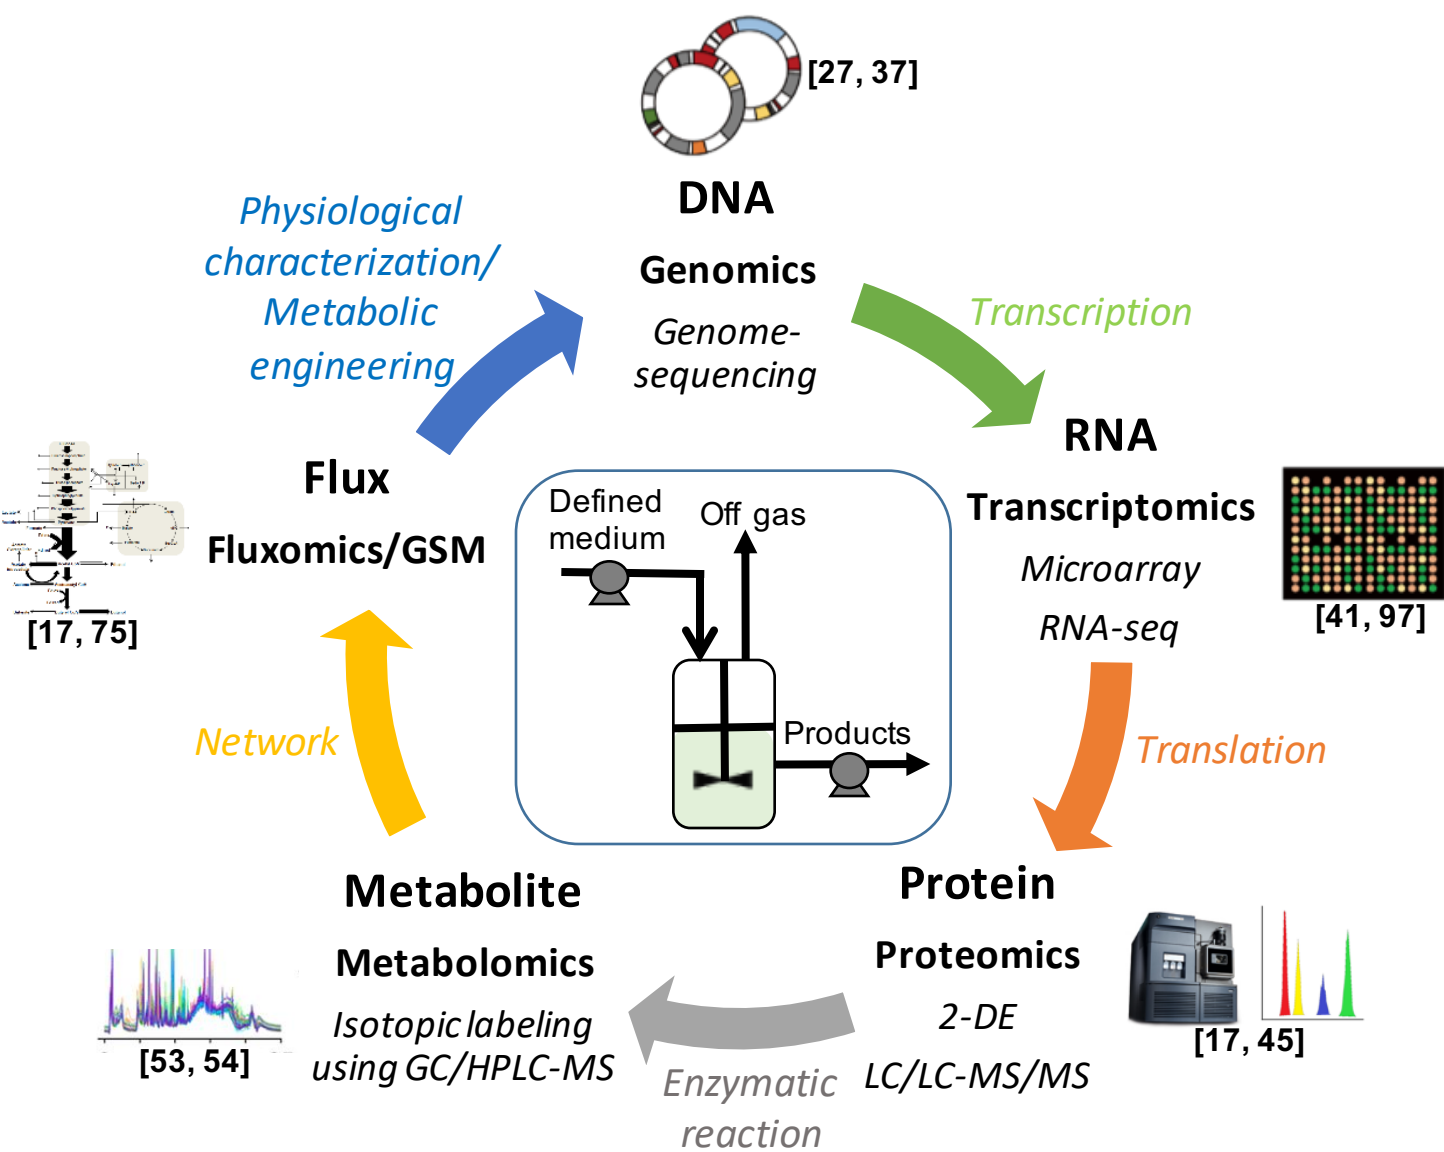 [27, 37]
DNA
Genomics
Genome-
sequencing
Transcription
RNA
Transcriptomics
Microarray
RNA-seq
[41, 97]
Translation
Protein
Proteomics
2-DE
LC/LC-MS/MS
[17, 45]
Enzymatic
reaction
Metabolite
Metabolomics
Isotopic labeling
using GC/HPLC-MS
[53, 54]
Network
Flux
Fluxomics/GSM
[17, 75]
Physiological
characterization/
Metabolic
engineering
Defined
medium
Off gas
Products